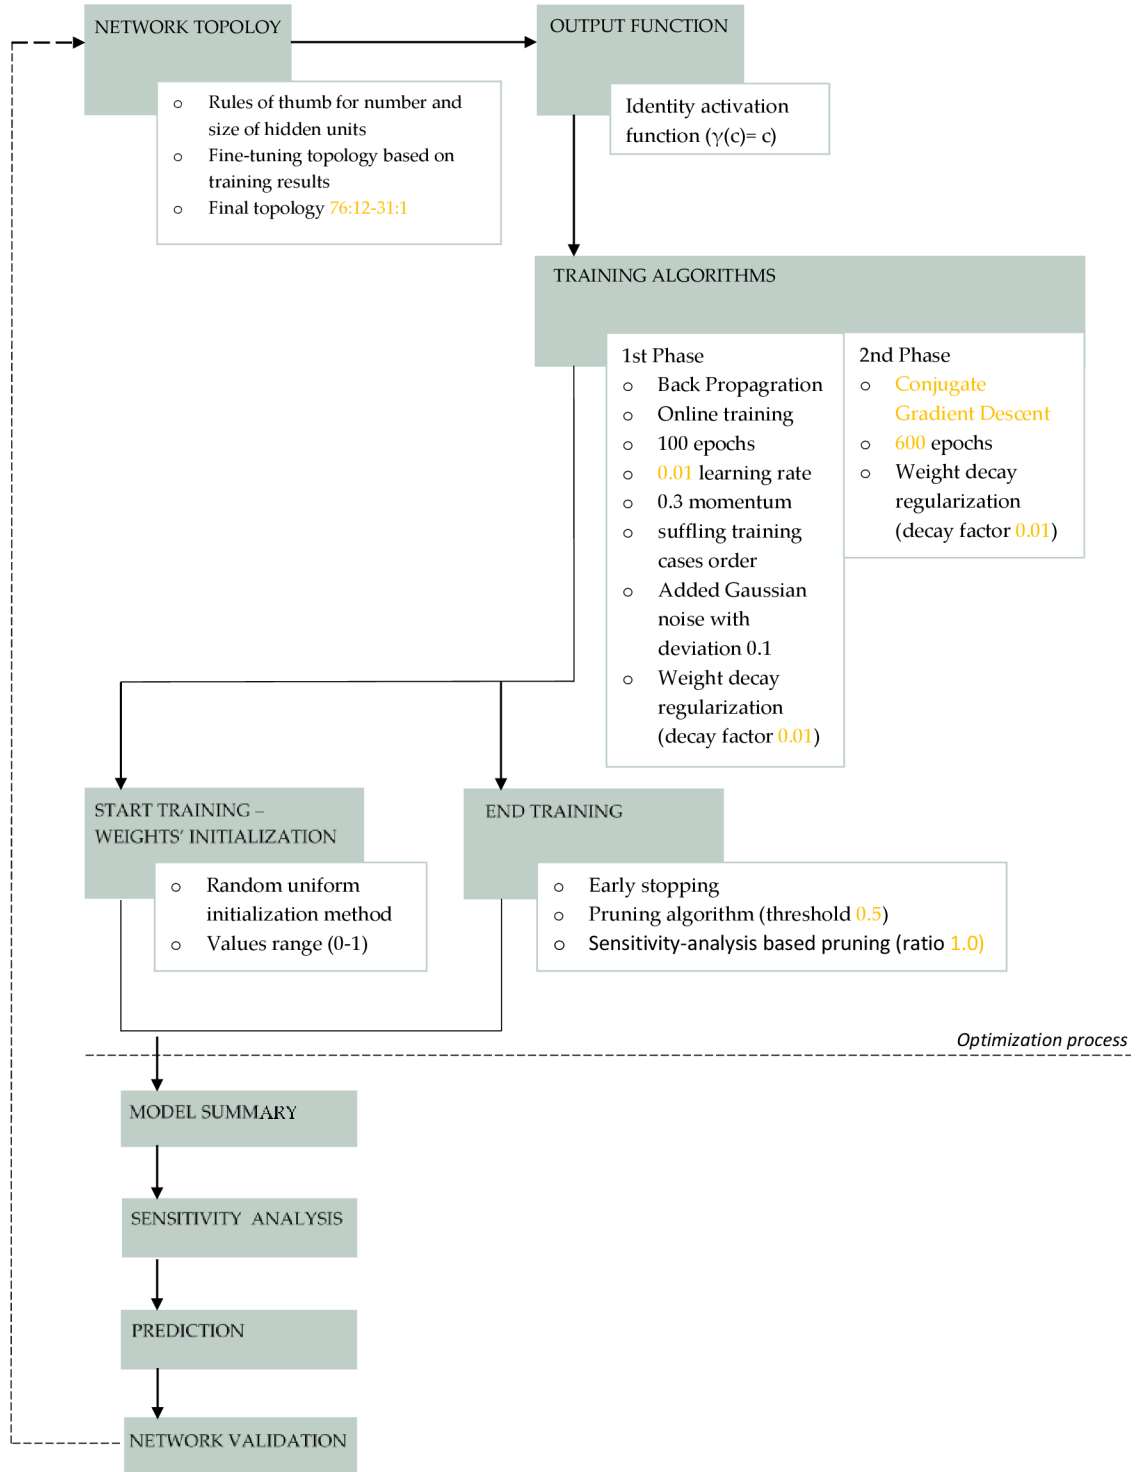 NETWORK TOPOLOY
○ Rules of thumb for number and
size of hidden units
○ Fine-tuning topology based on
training results
○ Final topology 76:12-31:1
OUTPUT FUNCTION
Identity activation
function (γ(c)= c)
TRAINING ALGORITHMS
1st Phase
○ Back Propagration
○ Online training
○ 100 epochs
○ 0.01 learning rate
○ 0.3 momentum
○ suffling training
cases order
○ Added Gaussian
noise with
deviation 0.1
○ Weight decay
regularization
(decay factor 0.01)
2nd Phase
○ Conjugate
Gradient Descent
○ 600 epochs
○ Weight decay
regularization
(decay factor 0.01)
START TRAINING –
WEIGHTS' INITIALIZATION
○ Random uniform
initialization method
○ Values range (0-1)
END TRAINING
○ Early stopping
○ Pruning algorithm (threshold 0.5)
○ Sensitivity-analysis based pruning (ratio 1.0)
Optimization process
MODEL SUMMARY
SENSITIVITY ANALYSIS
PREDICTION
NETWORK VALIDATION